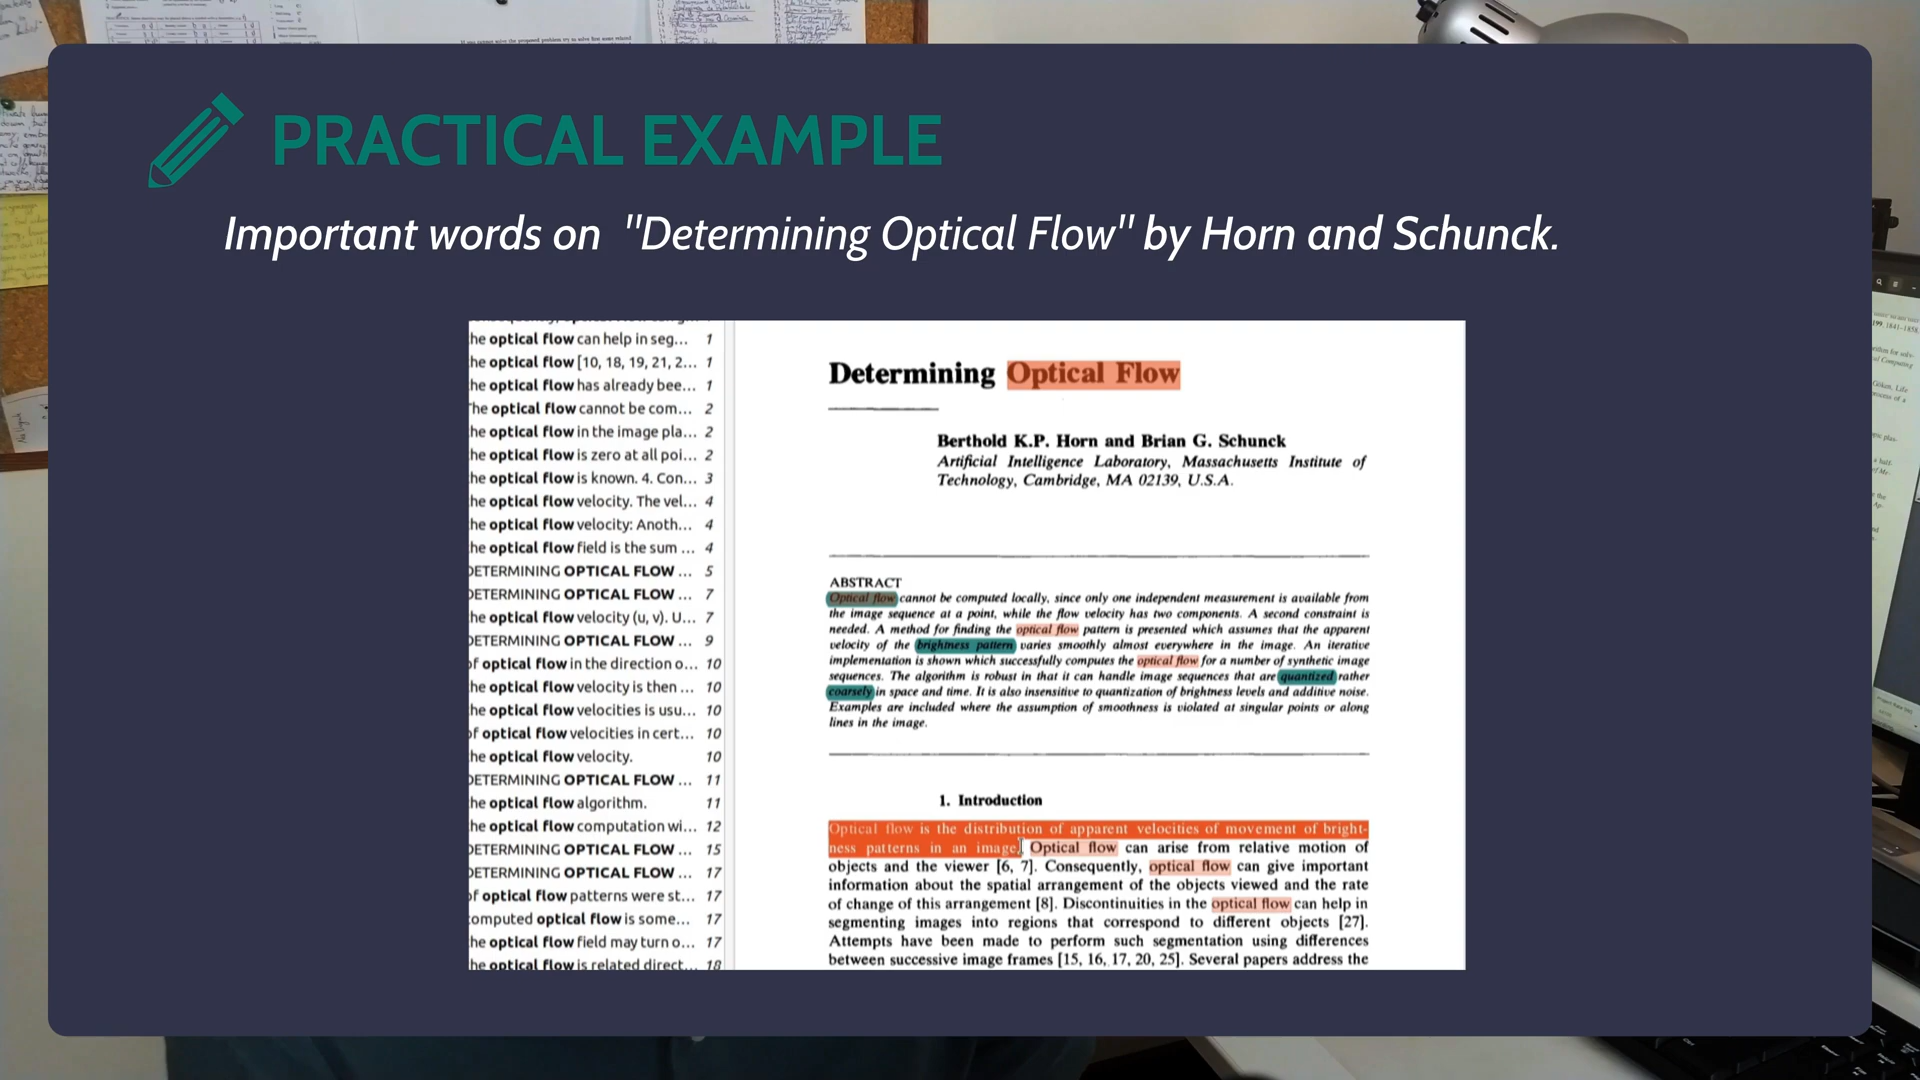 PRACTICAL EXAMPLE
Important words on "Determining Optical Flow" by Horn and Schunck.
he optical flow can help in seg... 1
he optical flow [10, 18, 19, 21, 2... 1
he optical flow has already bee... 1
he optical flow cannot be com... 2
he optical flow in the image pla... 2
he optical flow is zero at all poi... 2
he optical flow is known. 4. Con... 3
he optical flow velocity. The vel... 4
he optical flow velocity: Anoth... 4
he optical flow field is the sum ... 4
DETERMINING OPTICAL FLOW ... 5
DETERMINING OPTICAL FLOW ... 7
he optical flow velocity (u, v). U... 7
DETERMINING OPTICAL FLOW ... 9
of optical flow in the direction o... 10
he optical flow velocity is then ... 10
he optical flow velocities is usu... 10
of optical flow velocities in cert... 10
he optical flow velocity. 10
DETERMINING OPTICAL FLOW ... 11
he optical flow algorithm. 11
he optical flow computation wi... 12
DETERMINING OPTICAL FLOW ... 15
DETERMINING OPTICAL FLOW ... 17
of optical flow patterns were st... 17
omputed optical flow is some... 17
he optical flow field may turn o... 17
he optical flow is related direct... 18
Determining Optical Flow
Berthold K.P. Horn and Brian G. Schunck
Artificial Intelligence Laboratory, Massachusetts Institute of
Technology, Cambridge, MA 02139, U.S.A.
ABSTRACT
Optical flow cannot be computed locally, since only one independent measurement is available from
the image sequence at a point, while the flow velocity has two components. A second constraint is
needed. A method for finding the optical flow pattern is presented which assumes that the apparent
velocity of the brightness pattern varies smoothly almost everywhere in the image. An iterative
implementation is shown which successfully computes the optical flow for a number of synthetic image
sequences. The algorithm is robust in that it can handle image sequences that are quantized rather
coarsely in space and time. It is also insensitive to quantization of brightness levels and additive noise.
Examples are included where the assumption of smoothness is violated at singular points or along
lines in the image.
1. Introduction
Optical flow is the distribution of apparent velocities of movement of bright-
ness patterns in an image. Optical flow can arise from relative motion of
objects and the viewer [6, 7]. Consequently, optical flow can give important
information about the spatial arrangement of the objects viewed and the rate
of change of this arrangement [8]. Discontinuities in the optical flow can help in
segmenting images into regions that correspond to different objects [27].
Attempts have been made to perform such segmentation using differences
between successive image frames [15, 16, 17, 20, 25]. Several papers address the